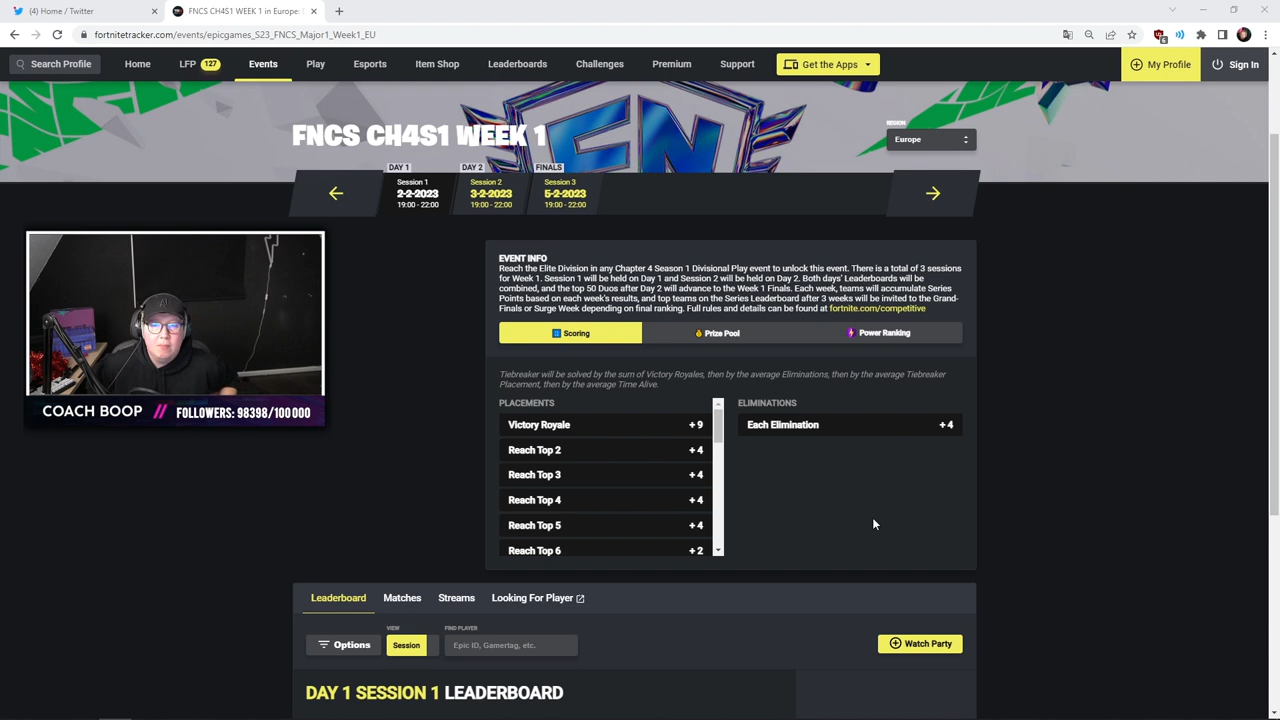 (4) Home / Twitter
FNCS CH4S1 WEEK 1 in Europe:
fortnitetracker.com/events/epicgames_S23_FNCS_Major1_Week1_EU
Search Profile
Home
LFP 127
Events
Play
Esports
Item Shop
Leaderboards
Challenges
Premium
Support
Get the Apps
My Profile
Sign In
FNCS CH4S1 WEEK 1
REGION
Europe
DAY 1
DAY 2
FINALS
Session 1
2-2-2023
19:00 - 22:00
Session 2
3-2-2023
19:00 - 22:00
Session 3
5-2-2023
19:00 - 22:00
EVENT INFO
Reach the Elite Division in any Chapter 4 Season 1 Divisional Play event to unlock this event. There is a total of 3 sessions
for Week 1. Session 1 will be held on Day 1 and Session 2 will be held on Day 2. Both days' Leaderboards will be
combined, and the top 50 Duos after Day 2 will advance to the Week 1 Finals. Each week, teams will accumulate Series
Points based on each week's results, and top teams on the Series Leaderboard after 3 weeks will be invited to the Grand-
Finals or Surge Week depending on final ranking. Full rules and details can be found at fortnite.com/competitive
Scoring
Prize Pool
Power Ranking
Tiebreaker will be solved by the sum of Victory Royales, then by the average Eliminations, then by the average Tiebreaker
Placement, then by the average Time Alive.
PLACEMENTS
Victory Royale +9
Reach Top 2 +4
Reach Top 3 +4
Reach Top 4 +4
Reach Top 5 +4
Reach Top 6 +2
ELIMINATIONS
Each Elimination +4
COACH BOOP // FOLLOWERS: 98398/100000
Leaderboard
Matches
Streams
Looking For Player
Options
VIEW
Session
FIND PLAYER
Epic ID, Gamertag, etc.
Watch Party
DAY 1 SESSION 1 LEADERBOARD